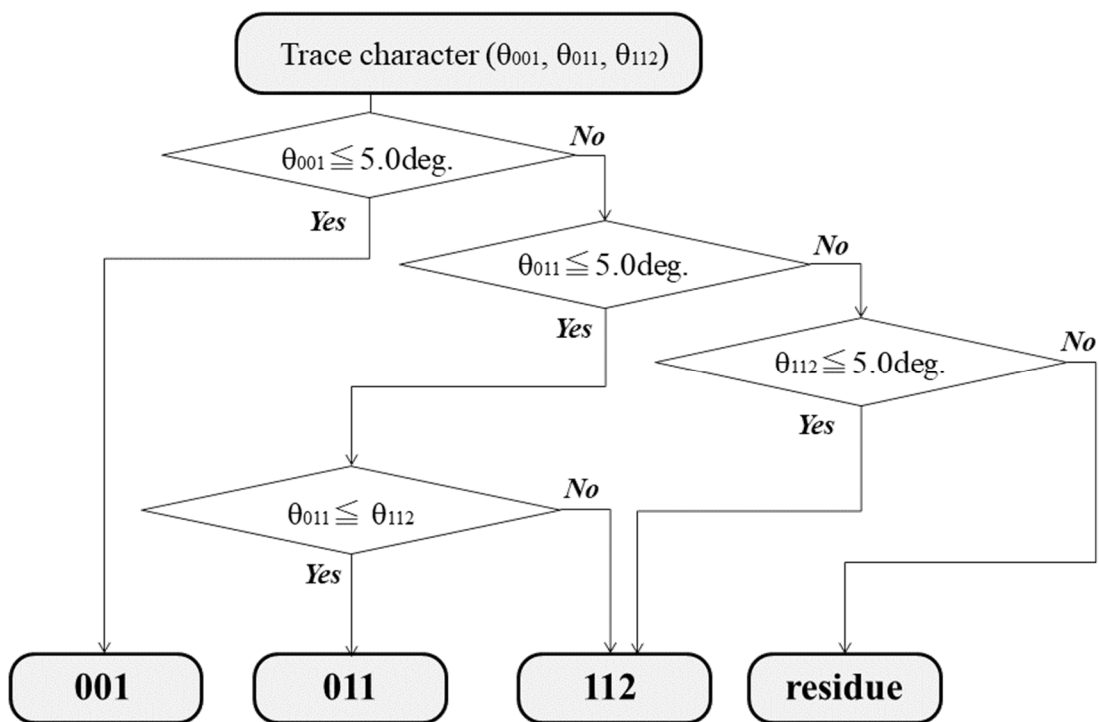 Trace character (θ001, θ011, θ112)
No
θ001≦5.0deg.
Yes
No
θ011≦5.0deg.
Yes
No
θ112≦5.0deg.
Yes
No
θ011≦ θ112
Yes
001
011
112
residue